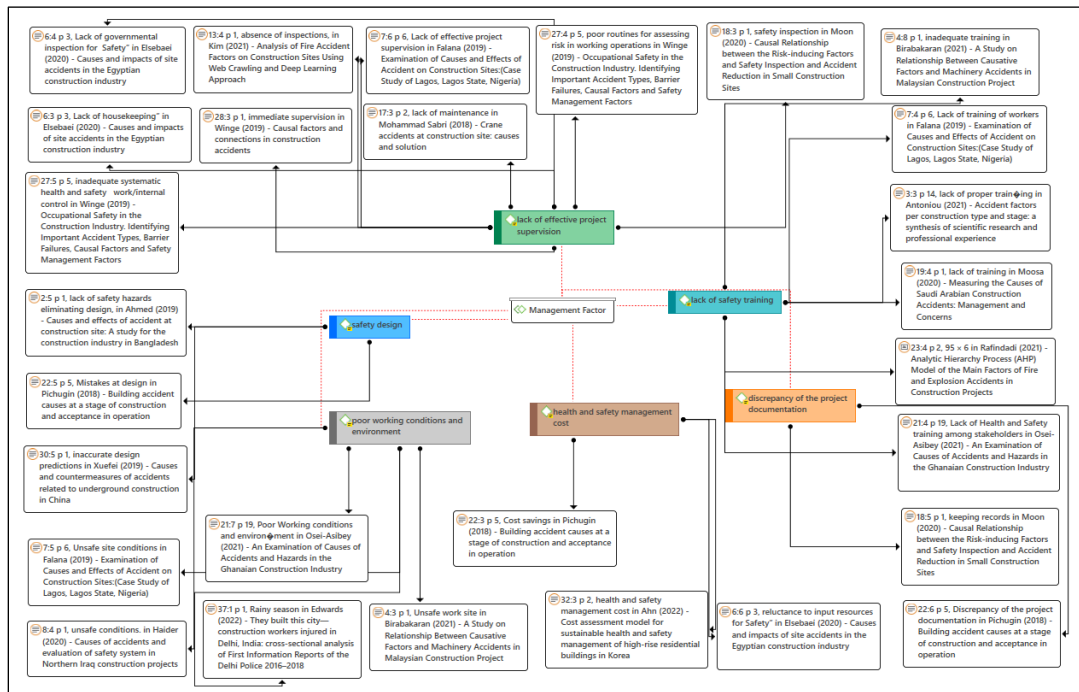 6:4 p 3, Lack of governmental
inspection for Safety" in Elsebaei
(2020) - Causes and impacts of
site accidents in the Egyptian
construction industry
13:4 p 1, absence of inspections, in
Kim (2021) - Analysis of Fire Accident
Factors on Construction Sites Using
Web Crawling and Deep Learning
Approach
7:6 p 6, Lack of effective project
supervision in Falana (2019) -
Examination of Causes and Effects of
Accident on Construction Sites:(Case
Study of Lagos, Lagos State, Nigeria)
27:4 p 5, poor routines for assessing
risk in working operations in Winge
(2019) - Occupational Safety in the
Construction Industry. Identifying
Important Accident Types, Barrier
Failures, Causal Factors and Safety
Management Factors
18:3 p 1, safety inspection in Moon
(2020) - Causal Relationship
between the Risk-inducing Factors
and Safety Inspection and Accident
Reduction in Small Construction
Sites
4:8 p 1, inadequate training in
Birabakaran (2021) - A Study on
Relationship Between Causative
Factors and Machinery Accidents in
Malaysian Construction Project
6:3 p 3, Lack of housekeeping" in
Elsebaei (2020) - Causes and impacts
of site accidents in the Egyptian
construction industry
28:3 p 1, immediate supervision in
Winge (2019) - Causal factors and
connections in construction
accidents
17:3 p 2, lack of maintenance in
Mohammad Sabri (2018) - Crane
accidents at construction site: causes
and solution
7:4 p 6, Lack of training of workers
in Falana (2019) - Examination of
Causes and Effects of Accident on
Construction Sites:(Case Study of
Lagos, Lagos State, Nigeria)
27:5 p 5, inadequate systematic
health and safety work/internal
control in Winge (2019) -
Occupational Safety in the
Construction Industry. Identifying
Important Accident Types, Barrier
Failures, Causal Factors and Safety
Management Factors
lack of effective project
supervision
3:3 p 14, lack of proper train�ing in
Antoniou (2021) - Accident factors
per construction type and stage: a
synthesis of scientific research and
professional experience
19:4 p 1, lack of training in Moosa
(2020) - Measuring the Causes of
Saudi Arabian Construction
Accidents: Management and
Concerns
2:5 p 1, lack of safety hazards
eliminating design, in Ahmed (2019)
- Causes and effects of accident at
construction site: A study for the
construction industry in Bangladesh
safety design
Management Factor
lack of safety training
23:4 p 2, 95 × 6 in Rafindadi (2021) -
Analytic Hierarchy Process (AHP)
Model of the Main Factors of Fire
and Explosion Accidents in
Construction Projects
22:5 p 5, Mistakes at design in
Pichugin (2018) - Building accident
causes at a stage of construction
and acceptance in operation
poor working conditions and
environment
health and safety management
cost
discrepancy of the project
documentation
21:4 p 19, Lack of Health and Safety
training among stakeholders in Osei-
Asibey (2021) - An Examination of
Causes of Accidents and Hazards in
the Ghanaian Construction Industry
30:5 p 1, inaccurate design
predictions in Xuefei (2019) - Causes
and countermeasures of accidents
related to underground construction
in China
21:7 p 19, Poor Working conditions
and environ�ment in Osei-Asibey
(2021) - An Examination of Causes of
Accidents and Hazards in the
Ghanaian Construction Industry
22:3 p 5, Cost savings in Pichugin
(2018) - Building accident causes at a
stage of construction and acceptance
in operation
18:5 p 1, keeping records in Moon
(2020) - Causal Relationship
between the Risk-inducing Factors
and Safety Inspection and Accident
Reduction in Small Construction
Sites
7:5 p 6, Unsafe site conditions in
Falana (2019) - Examination of
Causes and Effects of Accident on
Construction Sites:(Case Study of
Lagos, Lagos State, Nigeria)
8:4 p 1, unsafe conditions. in Haider
(2020) - Causes of accidents and
evaluation of safety system in
Northern Iraq construction projects
37:1 p 1, Rainy season in Edwards
(2022) - They built this city—
construction workers injured in
Delhi, India: cross-sectional analysis
of First Information Reports of the
Delhi Police 2016–2018
4:3 p 1, Unsafe work site in
Birabakaran (2021) - A Study on
Relationship Between Causative
Factors and Machinery Accidents in
Malaysian Construction Project
32:3 p 2, health and safety
management cost in Ahn (2022) -
Cost assessment model for
sustainable health and safety
management of high-rise residential
buildings in Korea
6:6 p 3, reluctance to input resources
for Safety" in Elsebaei (2020) - Causes
and impacts of site accidents in the
Egyptian construction industry
22:6 p 5, Discrepancy of the project
documentation in Pichugin (2018) -
Building accident causes at a stage
of construction and acceptance in
operation